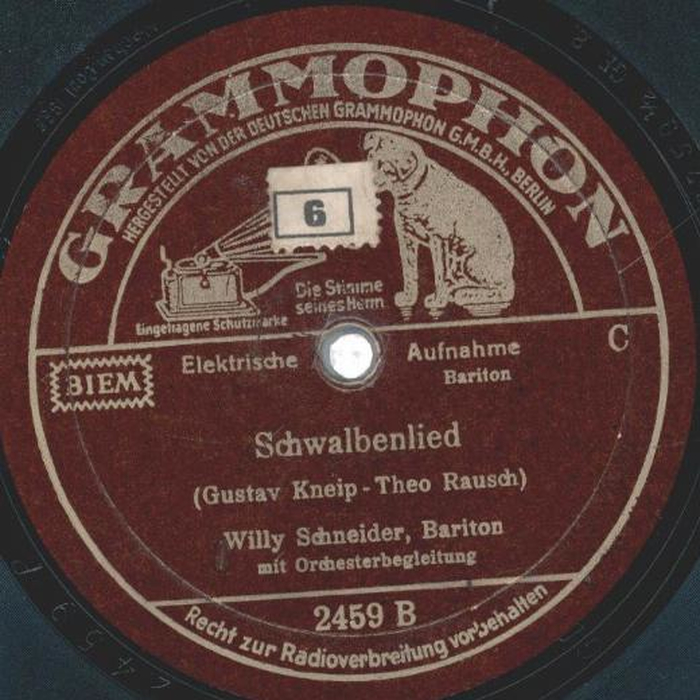 GRAMMOPHON
HERGESTELLT VON DER DEUTSCHEN GRAMMOPHON G.M.B.H., BERLIN
6
Die Stimme
seines Herrn
Eingetragene Schutzmarke
BIEM
Elektrische Aufnahme
C
Bariton
Schwalbenlied
(Gustav Kneip - Theo Rausch)
Willy Schneider, Bariton
mit Orchesterbegleitung
2459 B
Recht zur Radioverbreitung vorbehalten